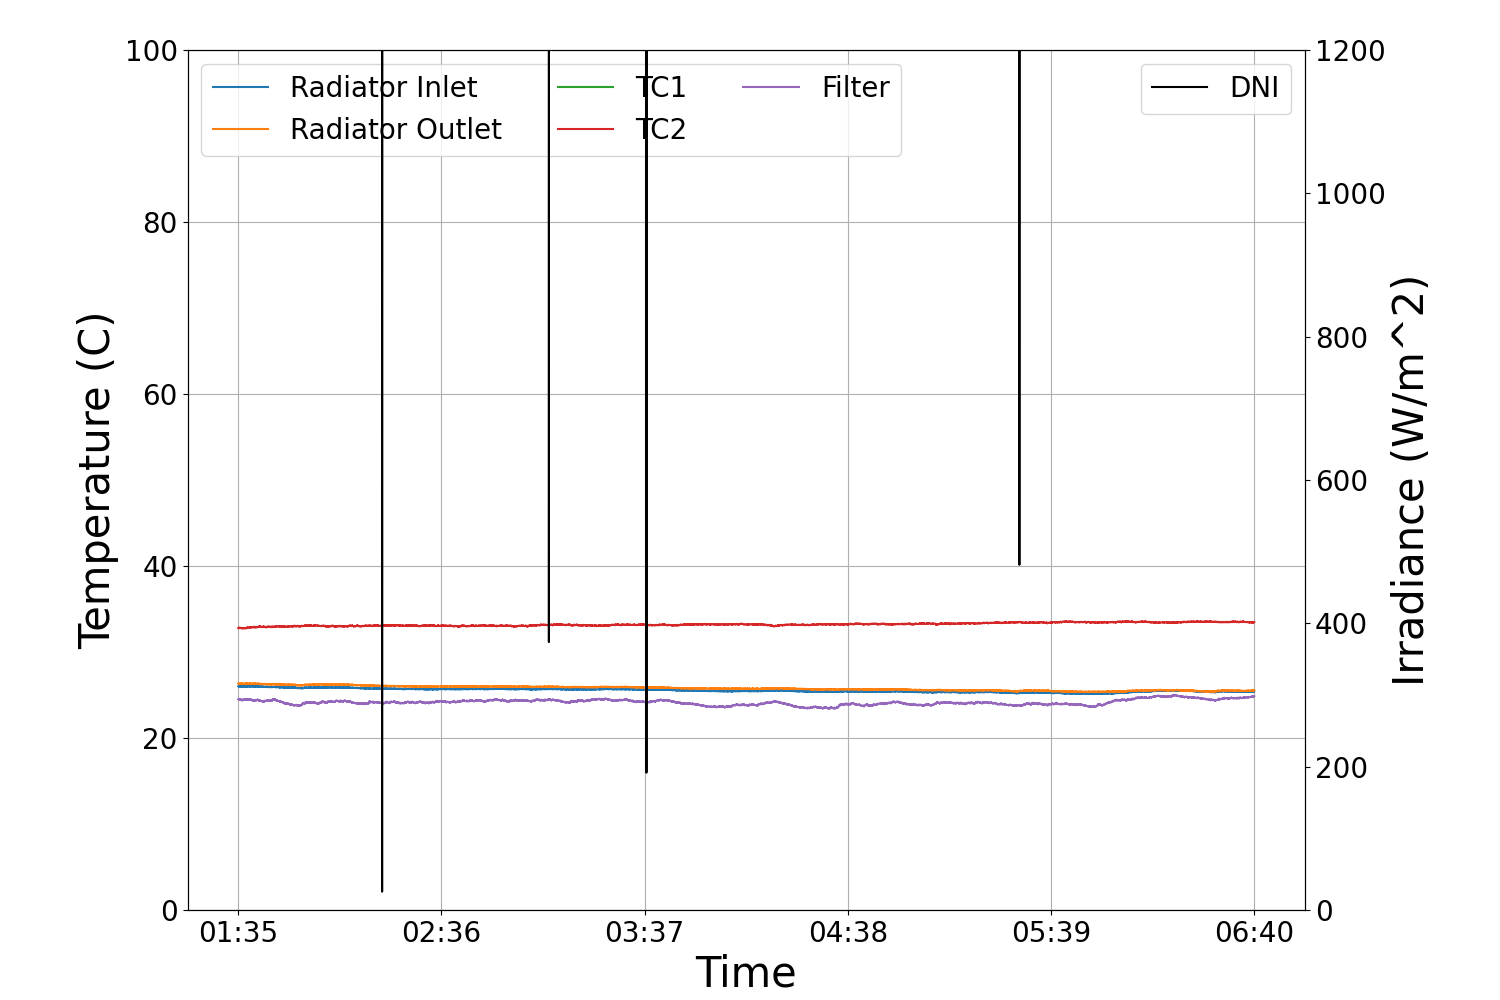 Radiator Inlet
Radiator Outlet
TC1
TC2
Filter
DNI
100
80
60
40
20
0
Temperature (C)
1200
1000
800
600
400
200
0
Irradiance (W/m^2)
01:35 02:36 03:37 04:38 05:39 06:40
Time